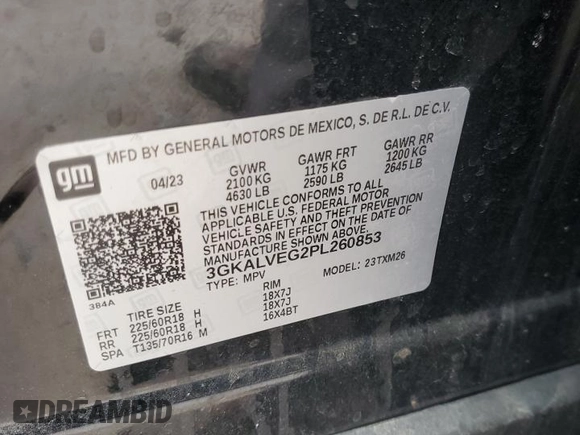 gm
MFD BY GENERAL MOTORS DE MEXICO, S. DE R.L. DE C.V.
04/23 GVWR GAWR FRT GAWR RR
2100 KG 1175 KG 1200 KG
4630 LB 2590 LB 2645 LB
THIS VEHICLE CONFORMS TO ALL
APPLICABLE U.S. FEDERAL MOTOR
VEHICLE SAFETY AND THEFT PREVENTION
STANDARDS IN EFFECT ON THE DATE OF
MANUFACTURE SHOWN ABOVE.
3GKALVEG2PL260853
TYPE: MPV MODEL: 23TXM26
384A
TIRE SIZE RIM
FRT 225/60R18 H 18X7J
RR 225/60R18 H 18X7J
SPA T135/70R16 M 16X4BT
DREAMBID